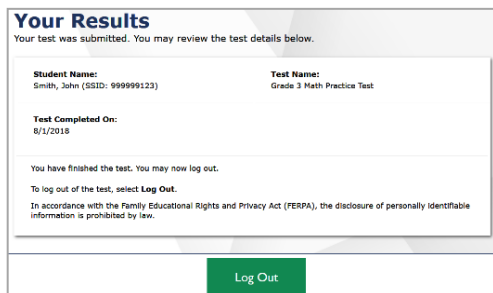 Your Results
Your test was submitted. You may review the test details below.
Student Name:
Smith, John (SSID: 999999123)
Test Name:
Grade 3 Math Practice Test
Test Completed On:
8/1/2018
You have finished the test. You may now log out.
To log out of the test, select Log Out.
In accordance with the Family Educational Rights and Privacy Act (FERPA), the disclosure of personally identifiable
information is prohibited by law.
Log Out